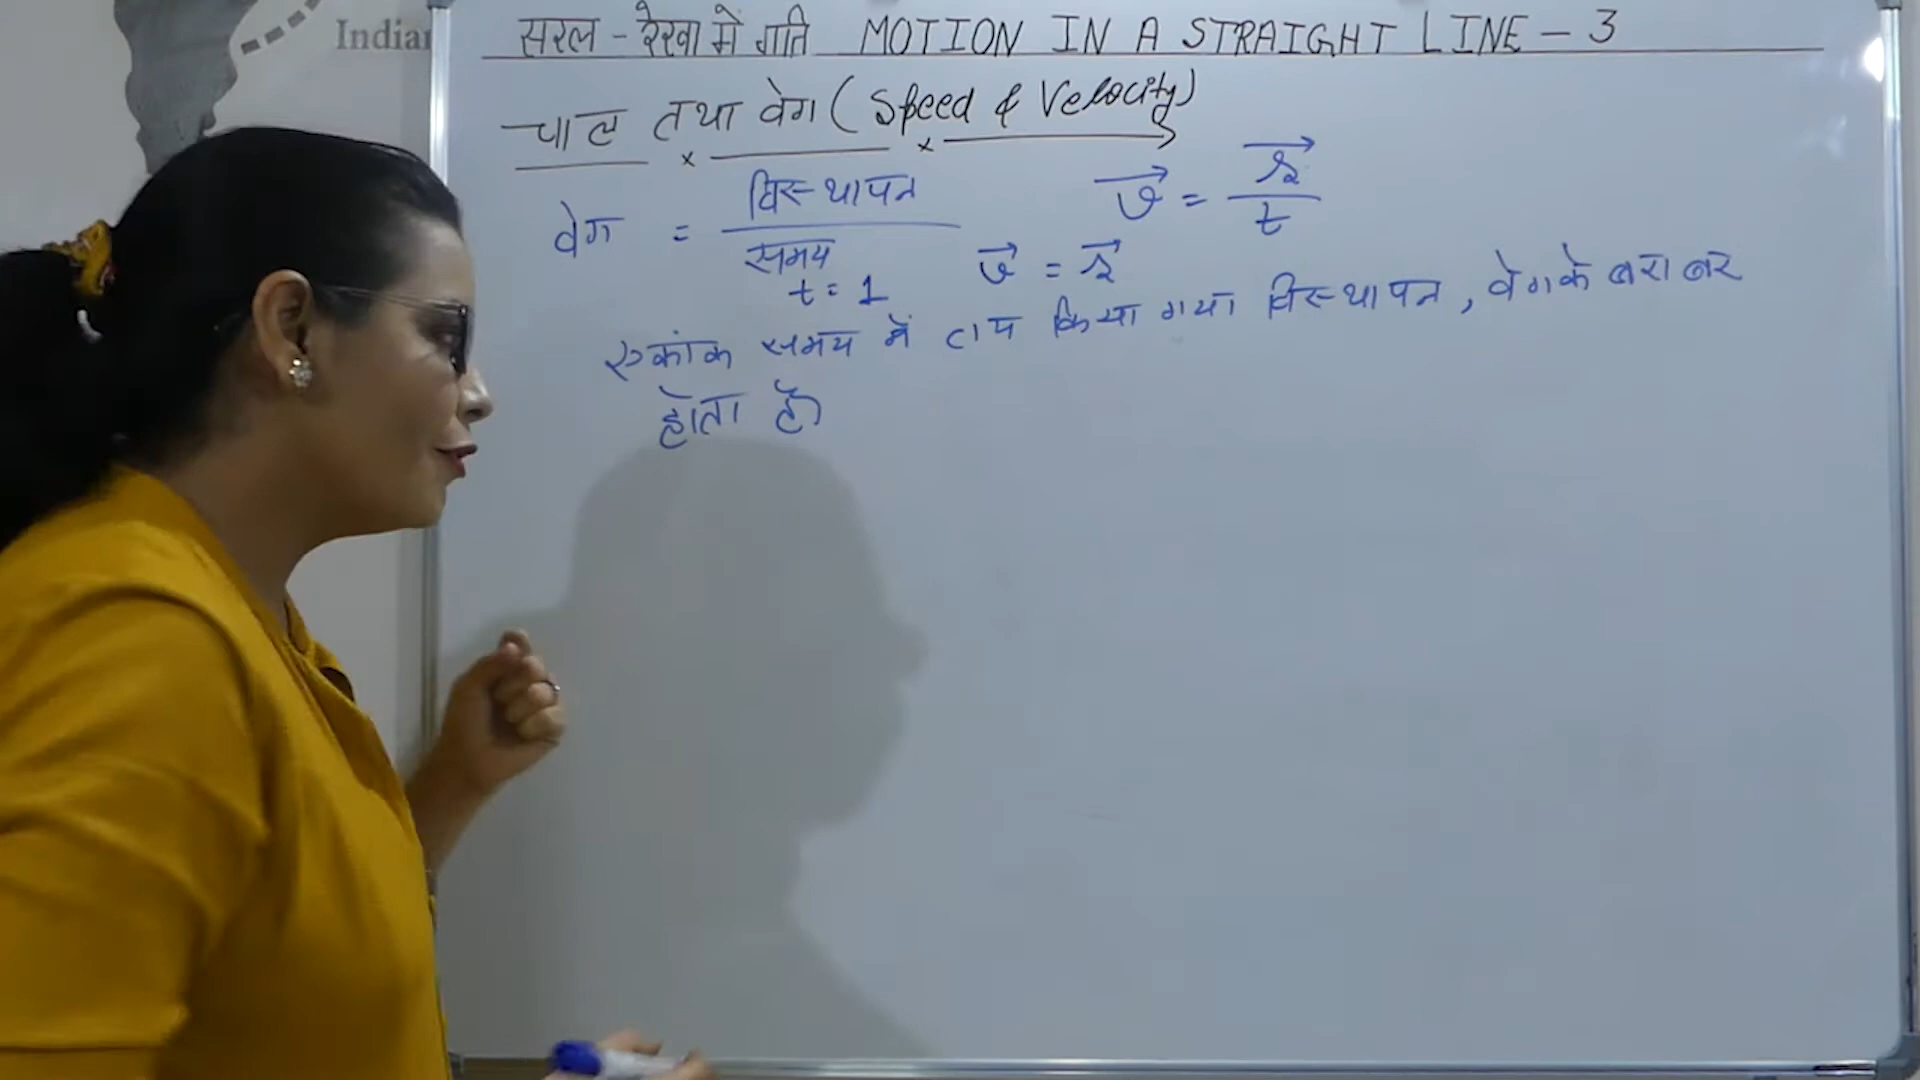 Indian
सरल - रेखा में गति MOTION IN A STRAIGHT LINE - 3
चाल तथा वेग ( Speed & Velocity)
वेग = विस्थापन / समय
v⃗ = s⃗ / t
t = 1
v⃗ = s⃗
एकांक समय में तय किया गया विस्थापन, वेग के बराबर
होता है